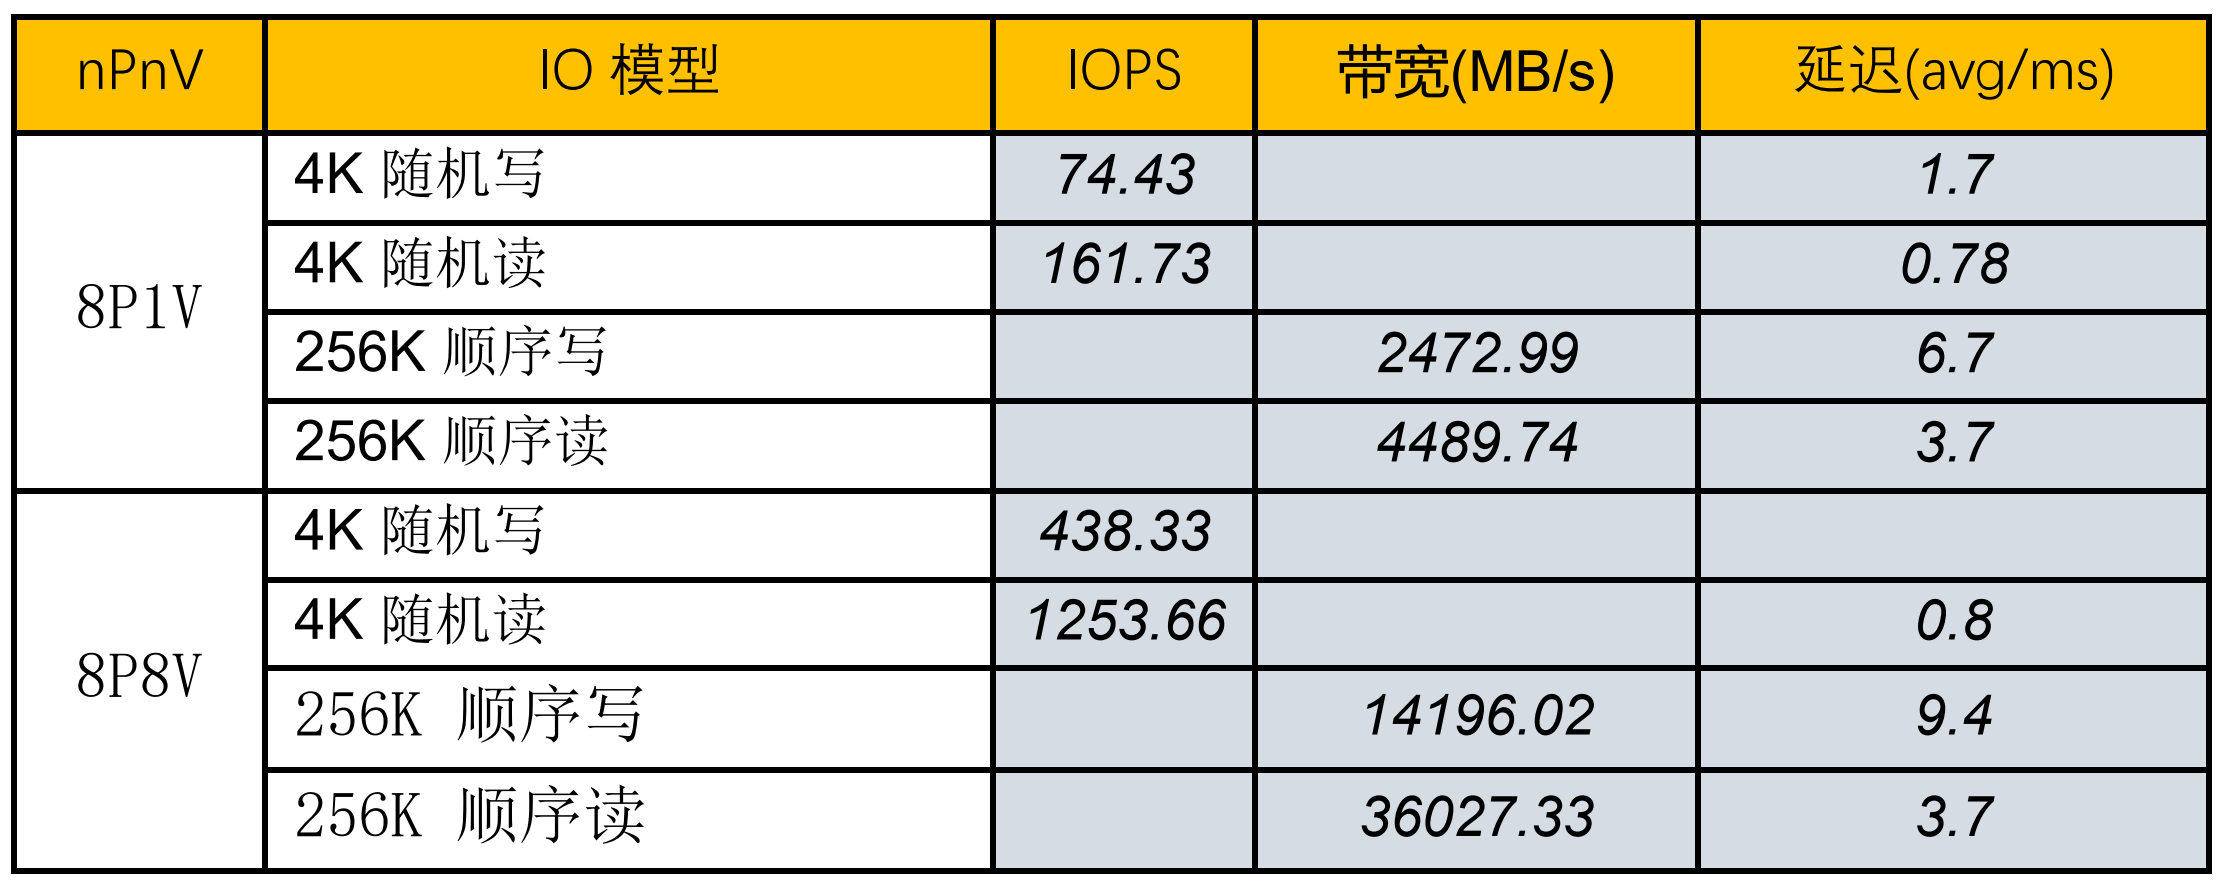 nPnV IO 模型 IOPS 带宽(MB/s) 延迟(avg/ms)
8P1V
4K 随机写 74.43 1.7
4K 随机读 161.73 0.78
256K 顺序写 2472.99 6.7
256K 顺序读 4489.74 3.7
8P8V
4K 随机写 438.33
4K 随机读 1253.66 0.8
256K 顺序写 14196.02 9.4
256K 顺序读 36027.33 3.7